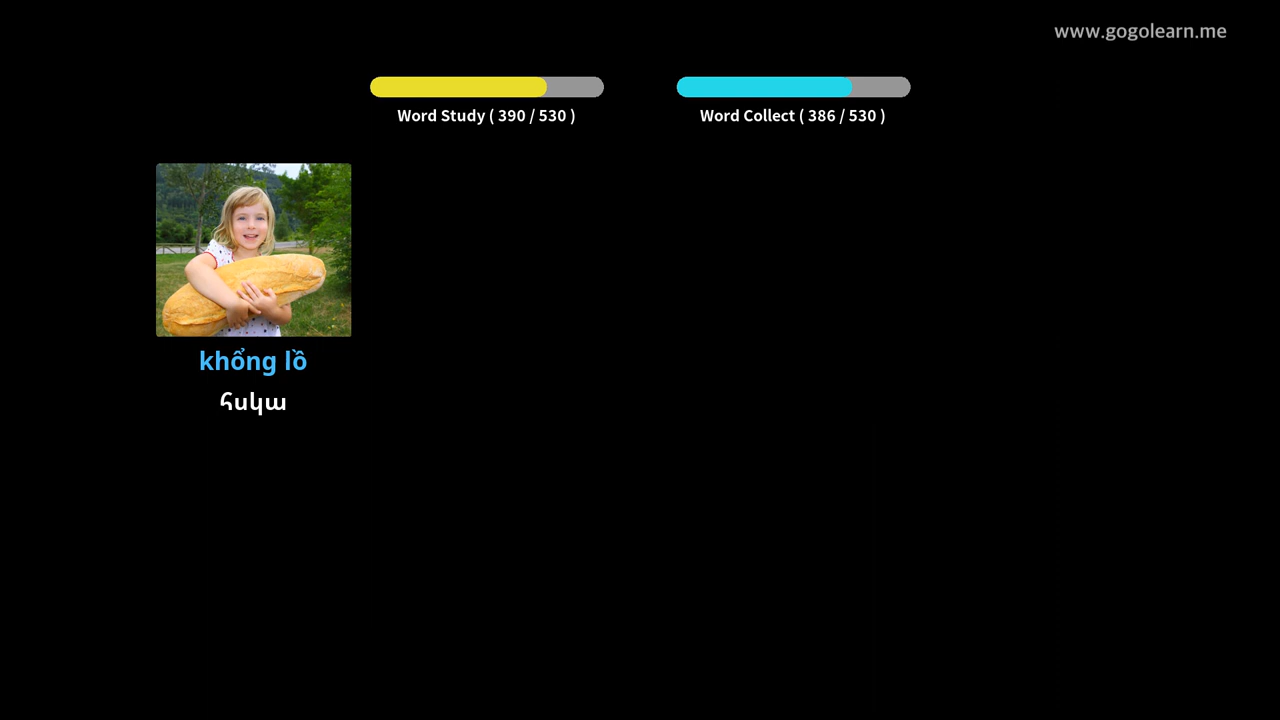 www.gogolearn.me
Word Study ( 390 / 530 )
Word Collect ( 386 / 530 )
khổng lồ
հսկա